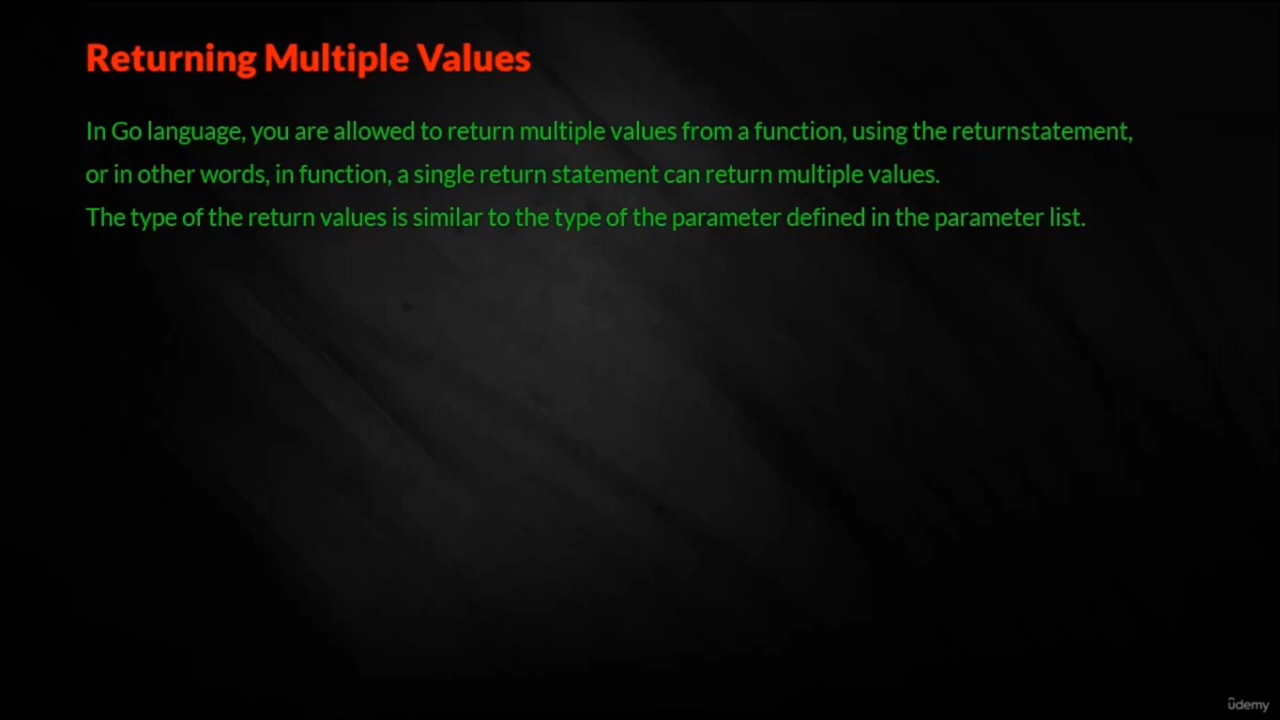 Returning Multiple Values
In Go language, you are allowed to return multiple values from a function, using the returnstatement,
or in other words, in function, a single return statement can return multiple values.
The type of the return values is similar to the type of the parameter defined in the parameter list.
ûdemy